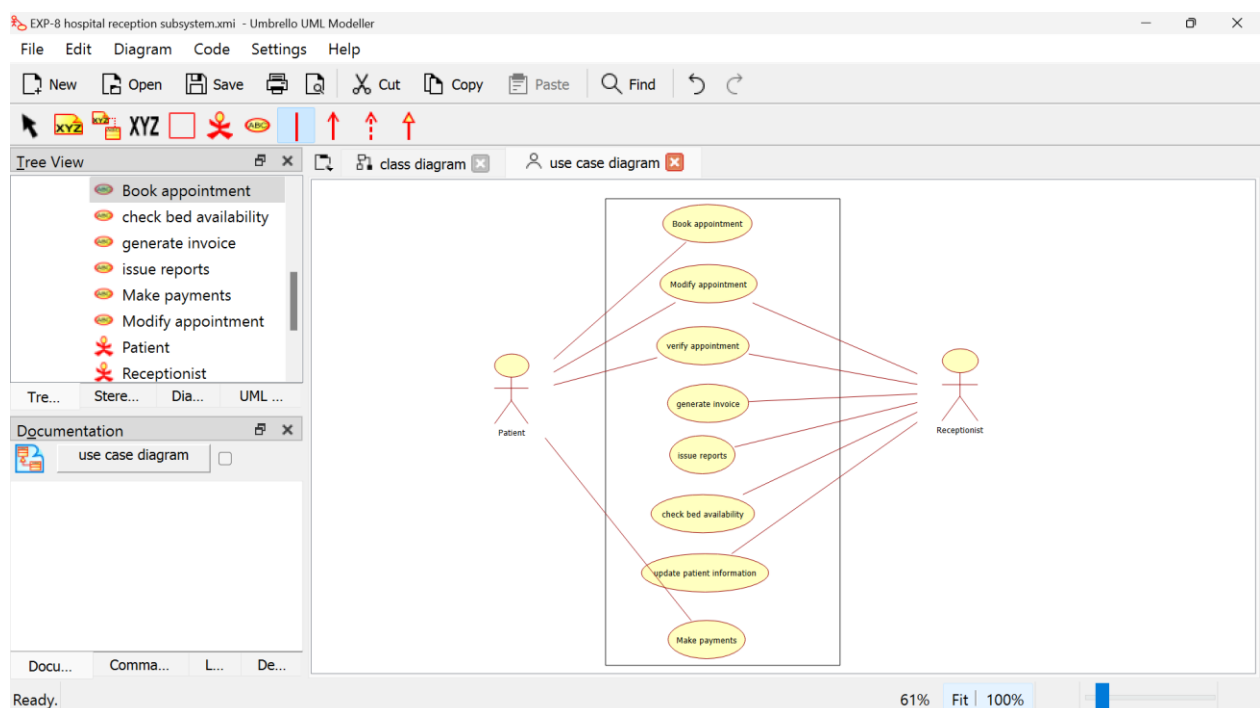 EXP-8 hospital reception subsystem.xmi - Umbrello UML Modeller
File Edit Diagram Code Settings Help
New Open Save Cut Copy Paste Find
XYZ XYZ XYZ ABC
Tree View
class diagram
use case diagram
Book appointment
check bed availability
generate invoice
issue reports
Make payments
Modify appointment
Patient
Receptionist
Tre... Stere... Dia... UML ...
Documentation
use case diagram
Docu... Comma... L... De...
Book appointment
Modify appointment
verify appointment
generate invoice
issue reports
check bed availability
update patient information
Make payments
Patient
Receptionist
Ready.
61% Fit 100%